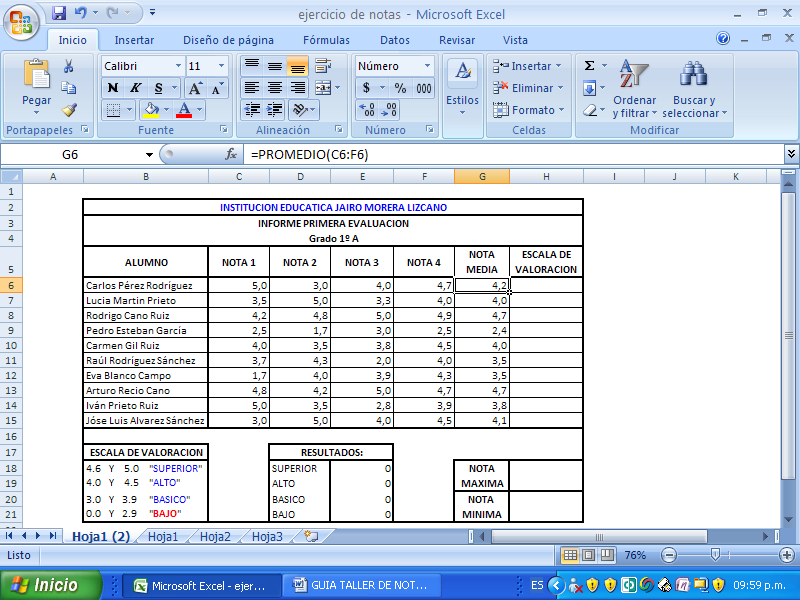 ejercicio de notas - Microsoft Excel
Inicio Insertar Diseño de página Fórmulas Datos Revisar Vista
Calibri 11 Número Insertar Σ
Pegar N K S A A $ % 000 Estilos Eliminar Ordenar y filtrar Buscar y seleccionar
Formato
Portapapeles Fuente Alineación Número Celdas Modificar
G6 fx =PROMEDIO(C6:F6)
A B C D E F G H I J K
1
2 INSTITUCION EDUCATICA JAIRO MORERA LIZCANO
3 INFORME PRIMERA EVALUACION
4 Grado 1º A
5 ALUMNO NOTA 1 NOTA 2 NOTA 3 NOTA 4 NOTA MEDIA ESCALA DE VALORACION
6 Carlos Pérez Rodríguez 5,0 3,0 4,0 4,7 4,2
7 Lucia Martin Prieto 3,5 5,0 3,3 4,0 4,0
8 Rodrigo Cano Ruiz 4,2 4,8 5,0 4,9 4,7
9 Pedro Esteban García 2,5 1,7 3,0 2,5 2,4
10 Carmen Gil Ruiz 4,0 3,5 3,8 4,5 4,0
11 Raúl Rodríguez Sánchez 3,7 4,3 2,0 4,0 3,5
12 Eva Blanco Campo 1,7 4,0 3,9 4,3 3,5
13 Arturo Recio Cano 4,8 4,2 5,0 4,7 4,7
14 Iván Prieto Ruiz 5,0 3,5 2,8 3,9 3,8
15 Jóse Luis Alvarez Sánchez 3,0 5,0 4,0 4,5 4,1
16
17 ESCALA DE VALORACION RESULTADOS:
18 4.6 Y 5.0 "SUPERIOR" SUPERIOR 0 NOTA
19 4.0 Y 4.5 "ALTO" ALTO 0 MAXIMA
20 3.0 Y 3.9 "BASICO" BASICO 0 NOTA
21 0.0 Y 2.9 "BAJO" BAJO 0 MINIMA
Hoja1 (2) Hoja1 Hoja2 Hoja3
Listo 76%
Inicio Microsoft Excel - ejer... GUIA TALLER DE NOT... ES 09:59 p.m.